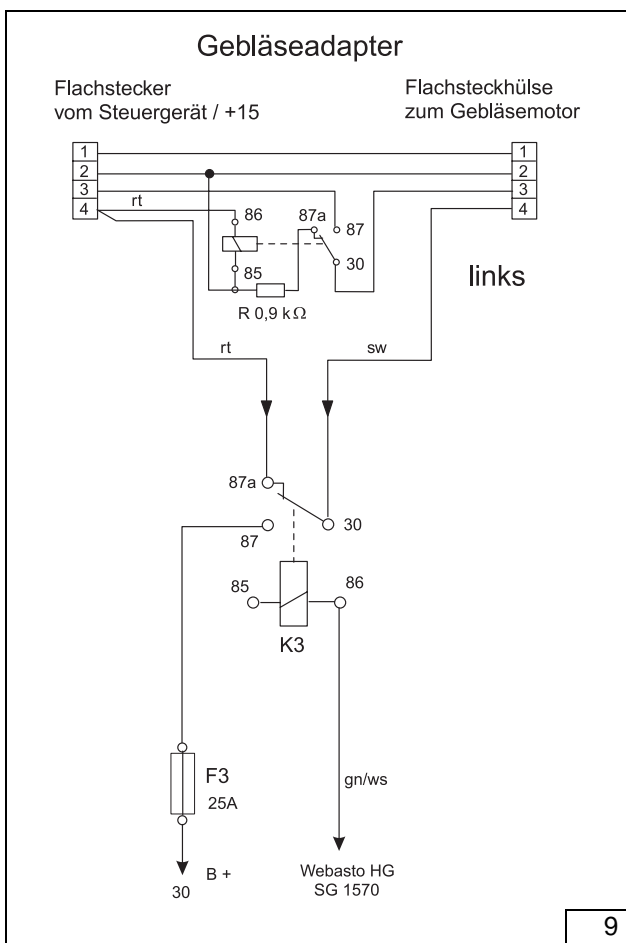 Gebläseadapter
Flachstecker
vom Steuergerät / +15
Flachsteckhülse
zum Gebläsemotor
1
2
3
4
1
2
3
4
rt
86
87a
87
85
30
R 0,9 kΩ
links
rt
sw
87a
30
87
85
86
K3
F3
25A
gn/ws
B +
30
Webasto HG
SG 1570
9